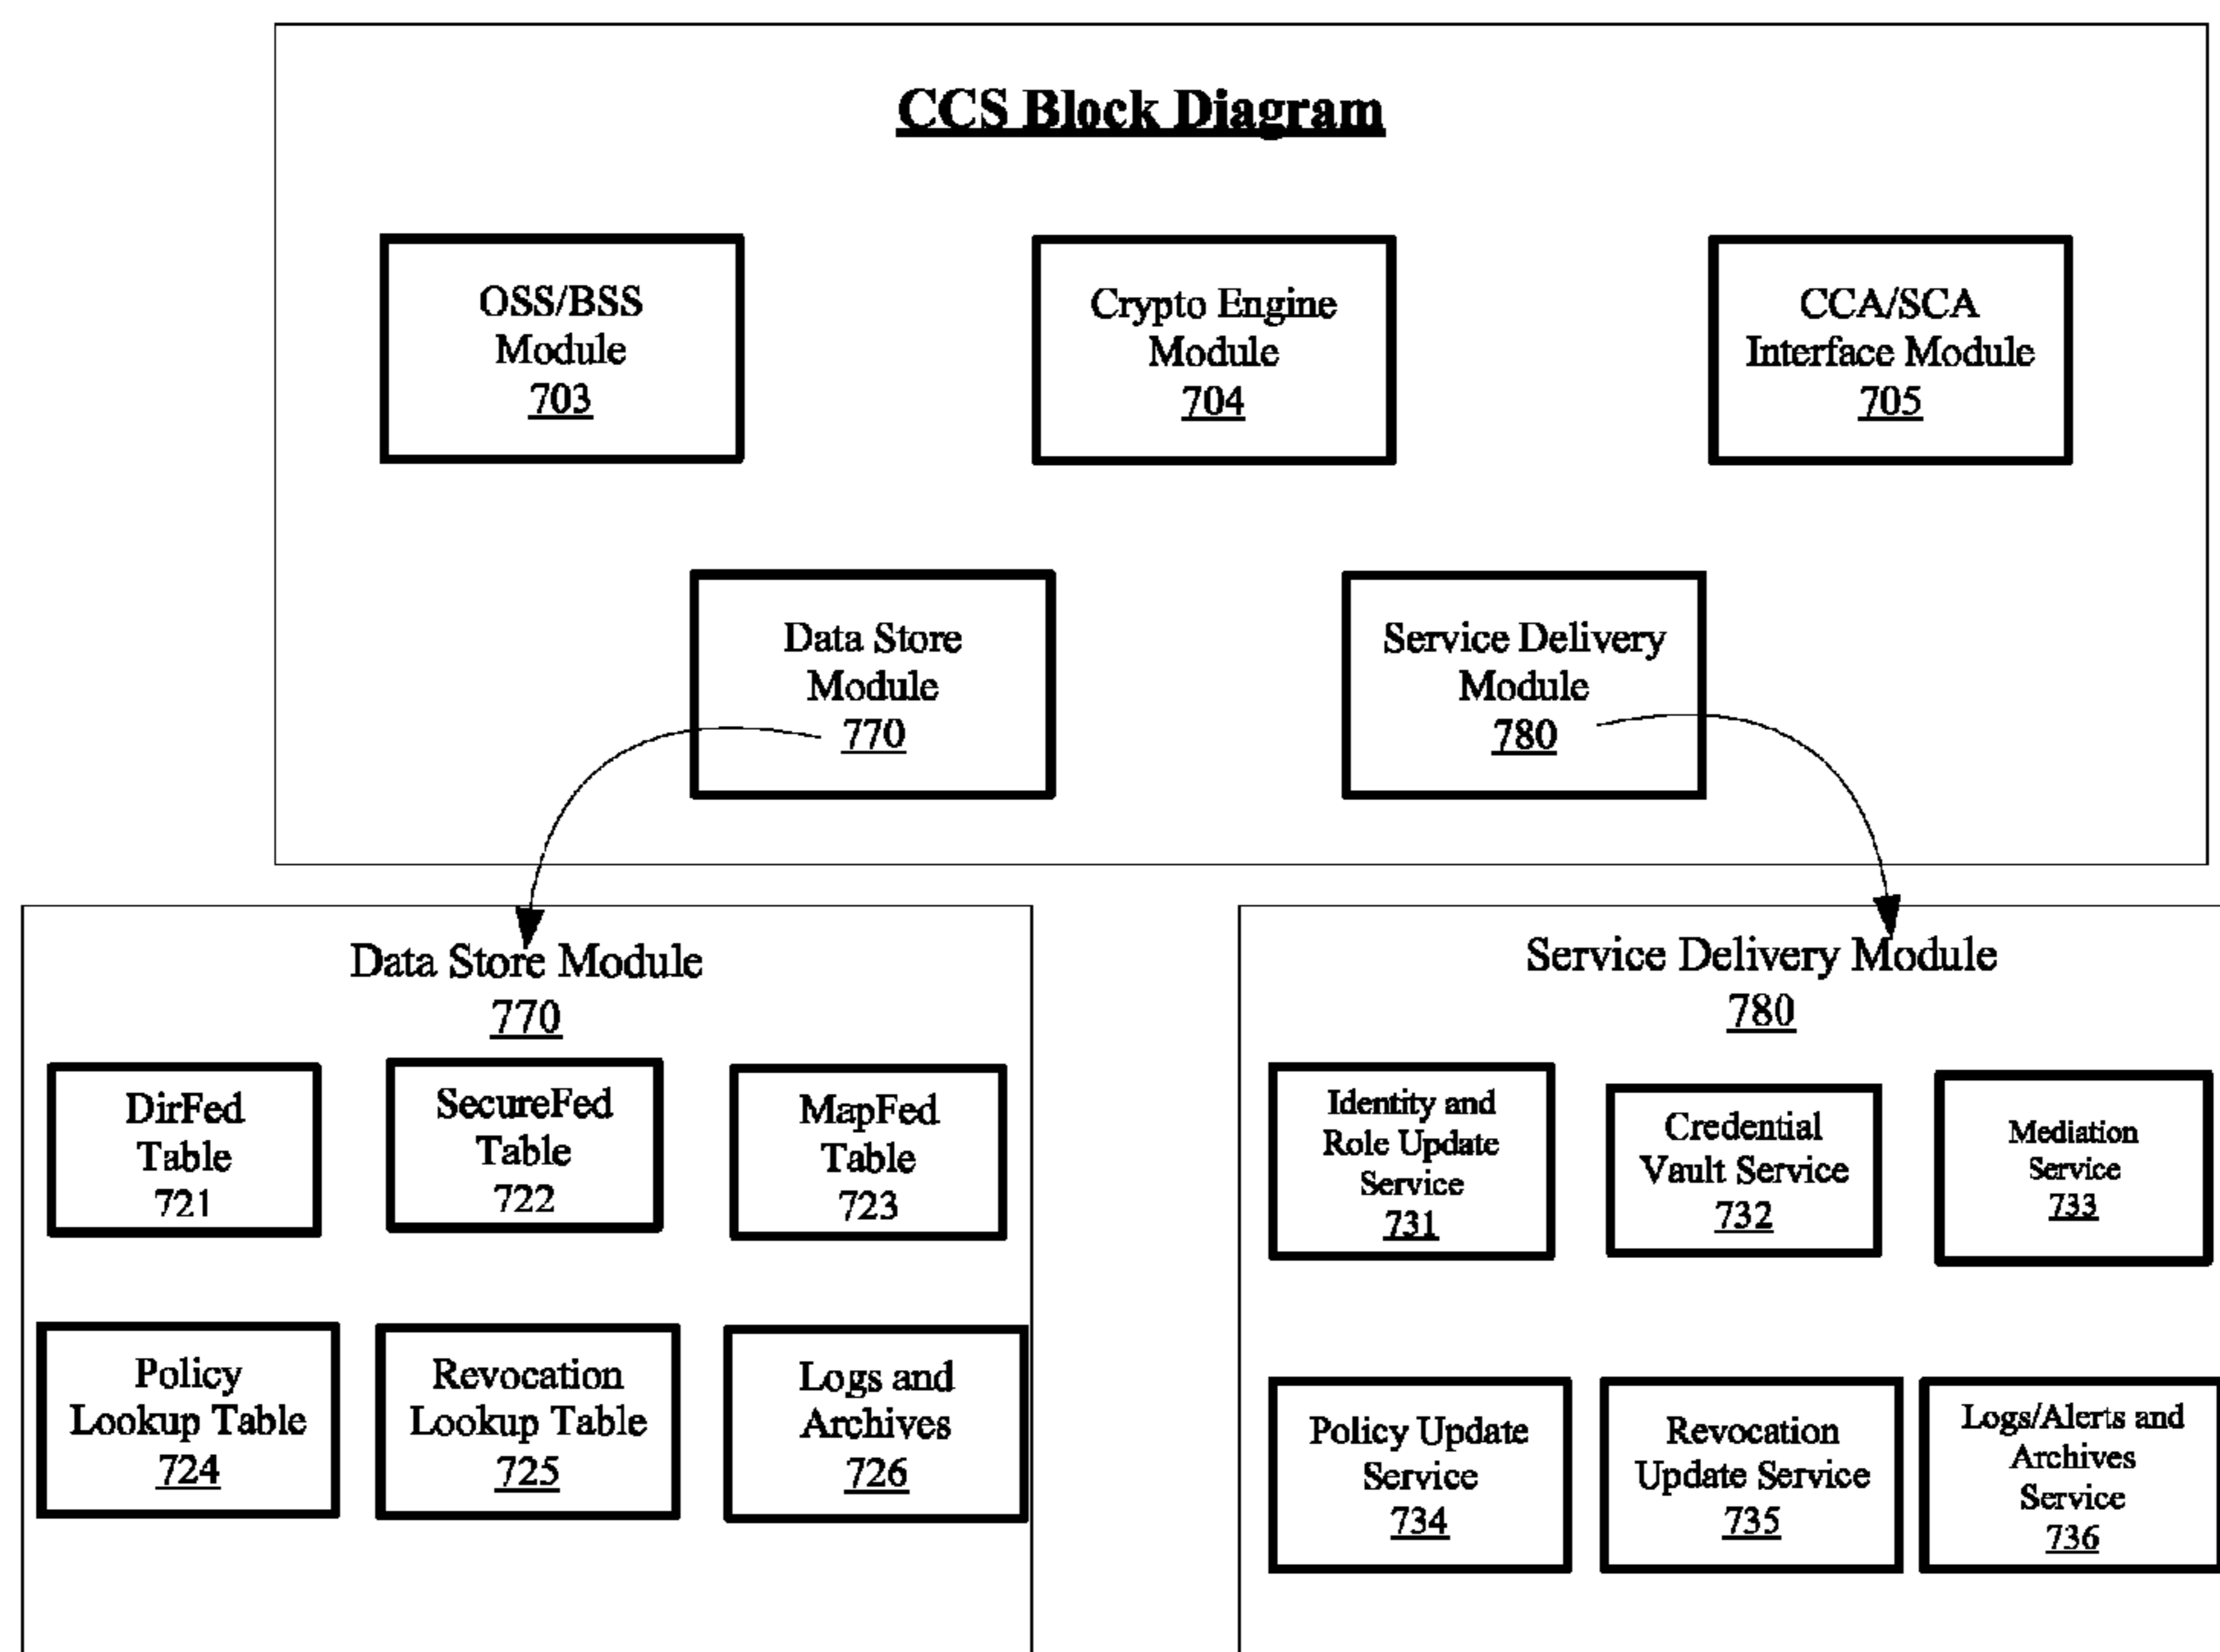 CCS Block Diagram
OSS/BSS
Module
703
Crypto Engine
Module
704
CCA/SCA
Interface Module
705
Data Store
Module
770
Service Delivery
Module
780
Data Store Module
770
DirFed
Table
721
SecureFed
Table
722
MapFed
Table
723
Policy
Lookup Table
724
Revocation
Lookup Table
725
Logs and
Archives
726
Service Delivery Module
780
Identity and
Role Update
Service
731
Credential
Vault Service
732
Mediation
Service
733
Policy Update
Service
734
Revocation
Update Service
735
Logs/Alerts and
Archives
Service
736